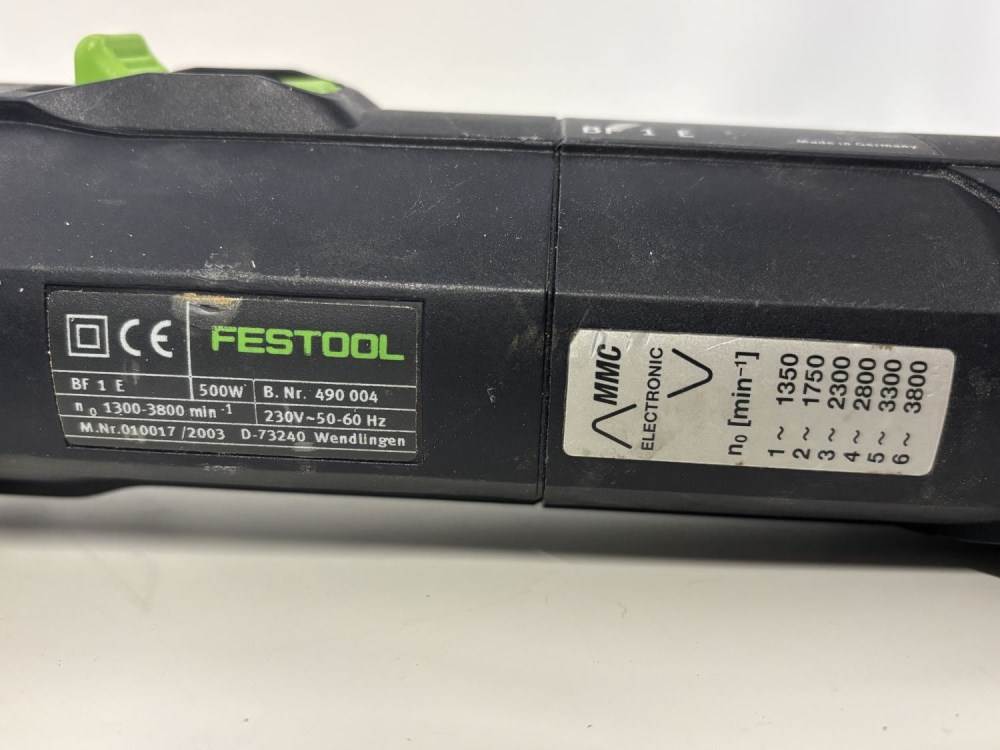 BF 1 E
Made in Germany
CE
FESTOOL
BF 1 E
500W
B. Nr. 490 004
n0 1300-3800 min-1
230V~50-60 Hz
M.Nr.010017/2003 D-73240 Wendlingen
MMC
ELECTRONIC
n0 [min-1]
1 ~ 1350
2 ~ 1750
3 ~ 2300
4 ~ 2800
5 ~ 3300
6 ~ 3800